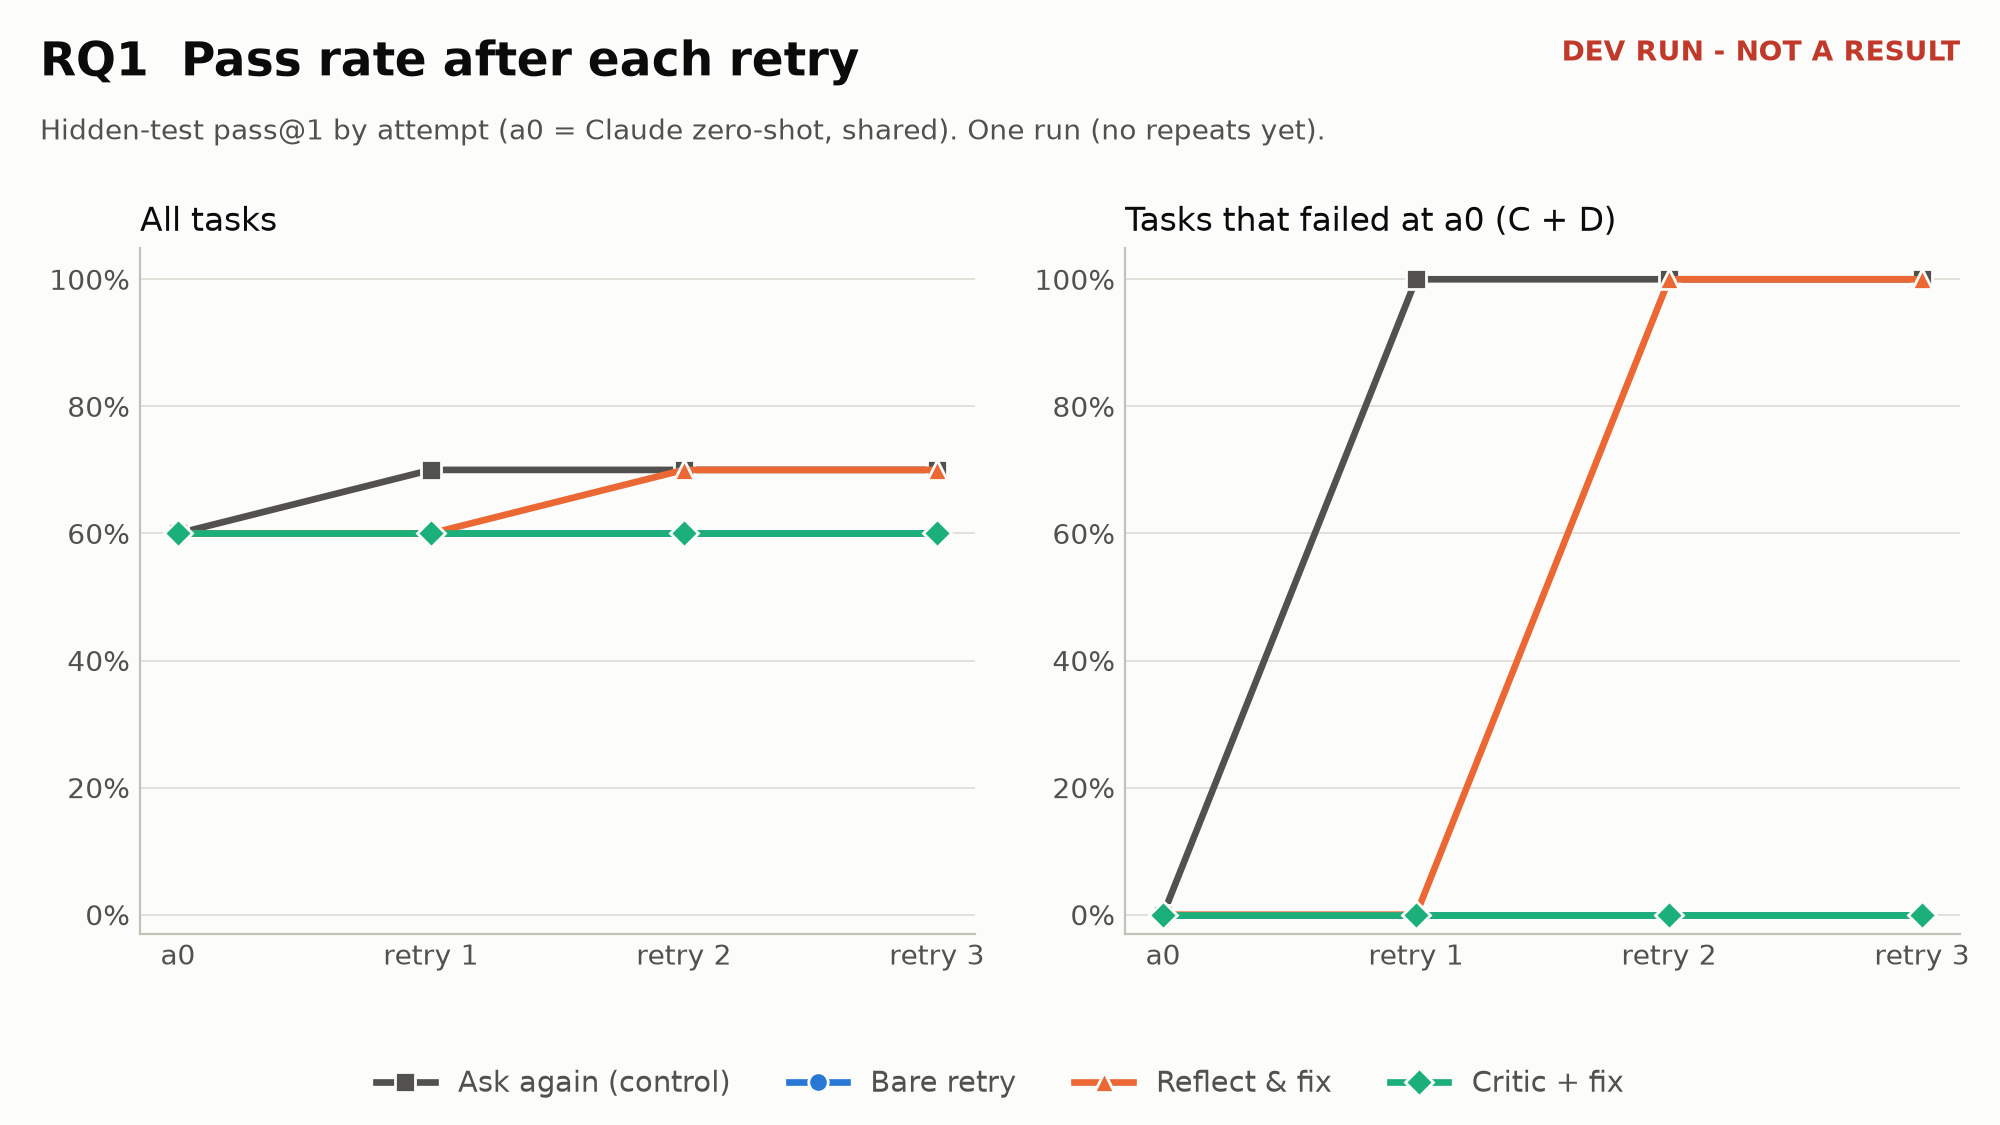 RQ1  Pass rate after each retry
DEV RUN - NOT A RESULT
Hidden-test pass@1 by attempt (a0 = Claude zero-shot, shared). One run (no repeats yet).
All tasks
100%
80%
60%
40%
20%
0%
a0 retry 1 retry 2 retry 3
Tasks that failed at a0 (C + D)
100%
80%
60%
40%
20%
0%
a0 retry 1 retry 2 retry 3
Ask again (control) Bare retry Reflect & fix Critic + fix